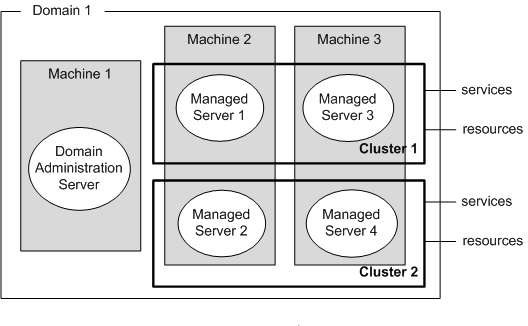 Domain 1
Machine 1
Domain
Administration
Server
Machine 2
Machine 3
Managed
Server 1
Managed
Server 3
Cluster 1
services
resources
Managed
Server 2
Managed
Server 4
Cluster 2
services
resources